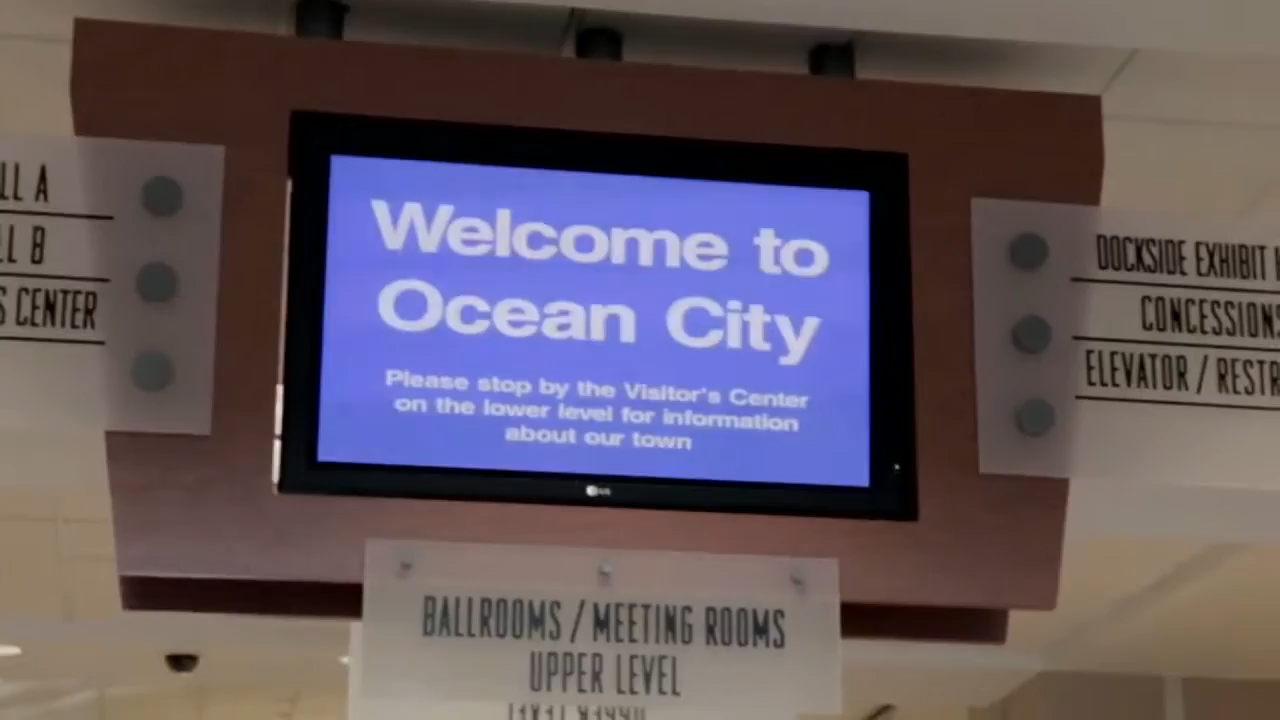 Welcome to
Ocean City
Please stop by the Visitor's Center
on the lower level for information
about our town
LL A
LL B
S CENTER
DOCKSIDE EXHIBIT
CONCESSIONS
ELEVATOR / RESTR
BALLROOMS / MEETING ROOMS
UPPER LEVEL